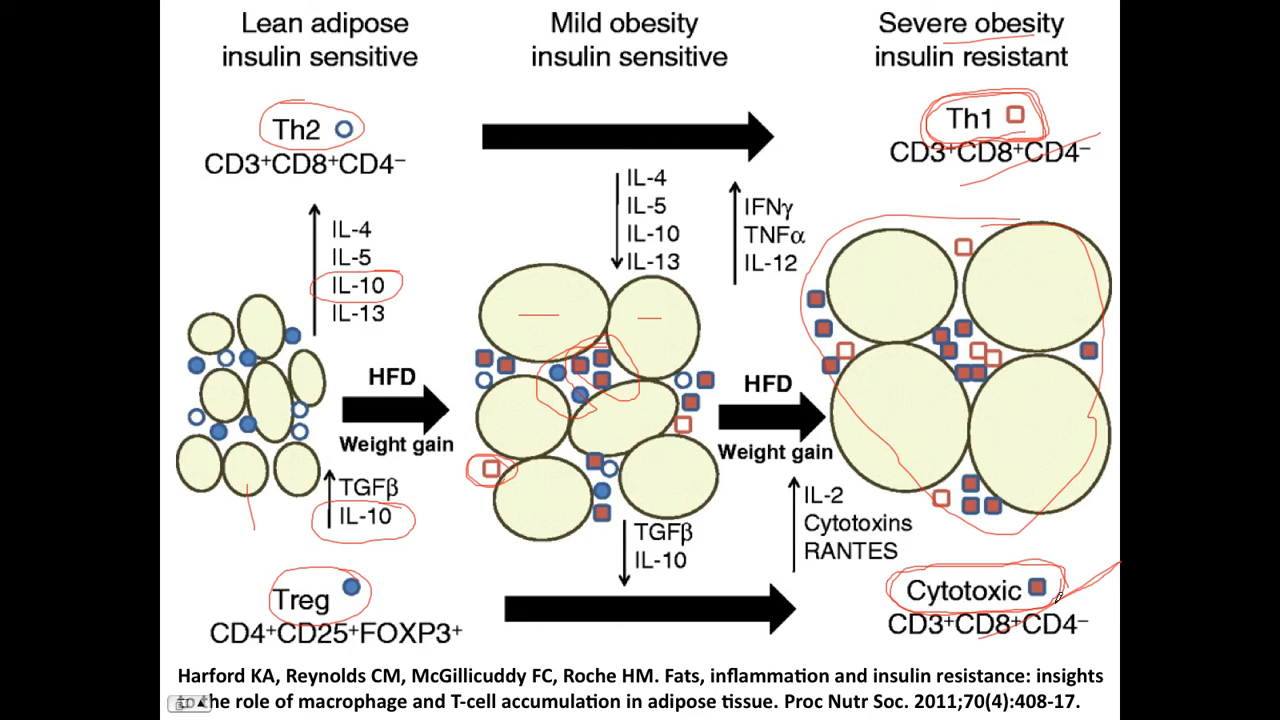 Lean adipose
insulin sensitive
Mild obesity
insulin sensitive
Severe obesity
insulin resistant
Th2
CD3⁺CD8⁺CD4⁻
Th1
CD3⁺CD8⁺CD4⁻
IL-4
IL-5
IL-10
IL-13
IL-4
IL-5
IL-10
IL-13
IFNγ
TNFα
IL-12
HFD
Weight gain
HFD
Weight gain
TGFβ
IL-10
TGFβ
IL-10
IL-2
Cytotoxins
RANTES
Treg
CD4⁺CD25⁺FOXP3⁺
Cytotoxic
CD3⁺CD8⁺CD4⁻
Harford KA, Reynolds CM, McGillicuddy FC, Roche HM. Fats, inflammation and insulin resistance: insights
to the role of macrophage and T-cell accumulation in adipose tissue. Proc Nutr Soc. 2011;70(4):408-17.